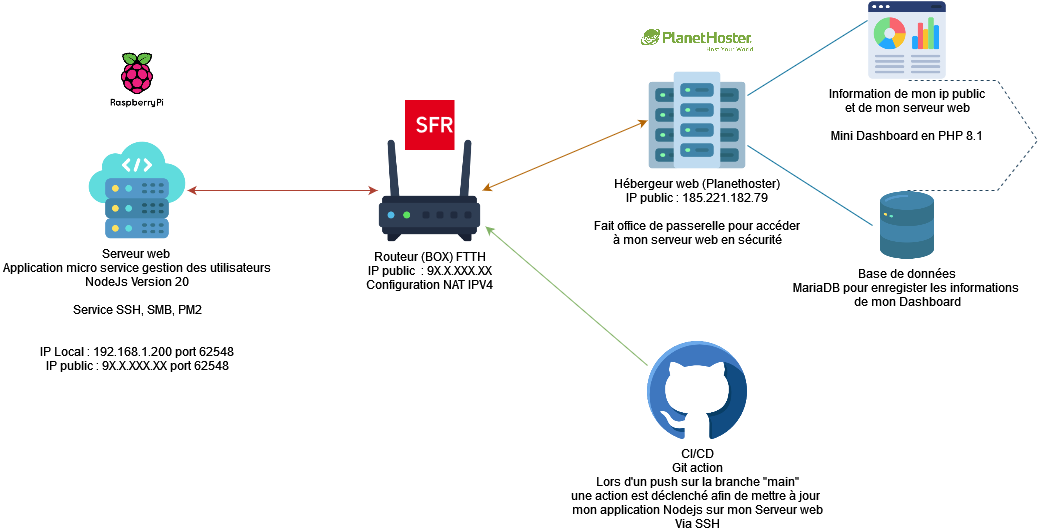 RaspberryPi
Serveur web
Application micro service gestion des utilisateurs
NodeJs Version 20
Service SSH, SMB, PM2
IP Local : 192.168.1.200 port 62548
IP public : 9X.X.XXX.XX port 62548
SFR
Routeur (BOX) FTTH
IP public : 9X.X.XXX.XX
Configuration NAT IPV4
PlanetHoster
Host Your World
Hébergeur web (Planethoster)
IP public : 185.221.182.79
Fait office de passerelle pour accéder
à mon serveur web en sécurité
Information de mon ip public
et de mon serveur web
Mini Dashboard en PHP 8.1
Base de données
MariaDB pour enregister les informations
de mon Dashboard
CI/CD
Git action
Lors d'un push sur la branche "main"
une action est déclenché afin de mettre à jour
mon application Nodejs sur mon Serveur web
Via SSH